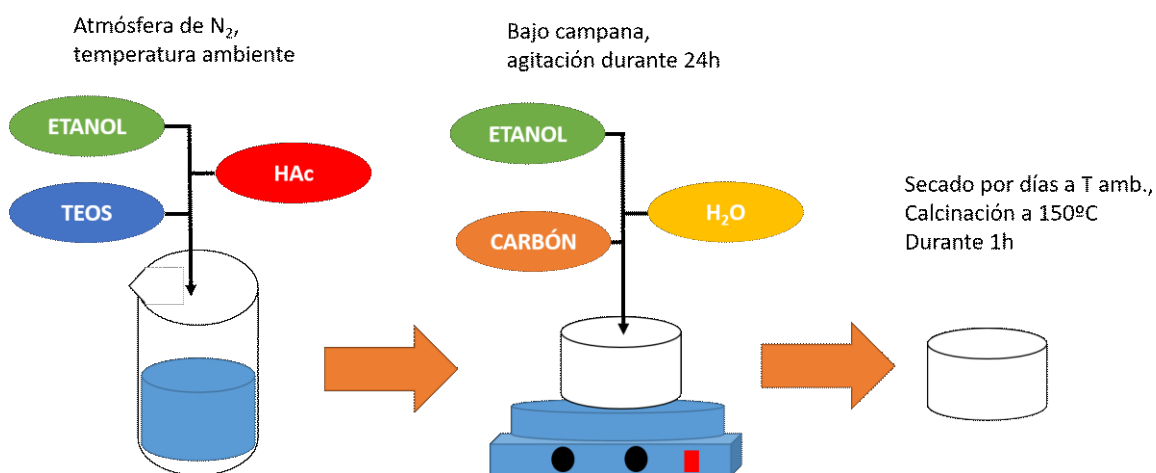 Atmósfera de N₂,
temperatura ambiente
ETANOL
HAc
TEOS
Bajo campana,
agitación durante 24h
ETANOL
H₂O
CARBÓN
Secado por días a T amb.,
Calcinación a 150ºC
Durante 1h